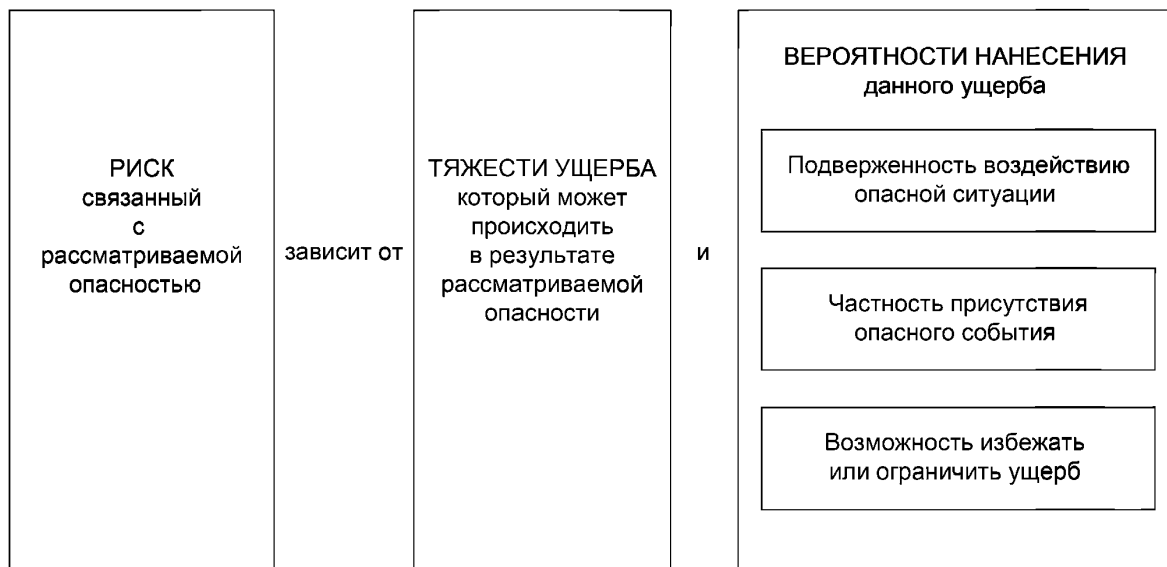 РИСК
связанный
с
рассматриваемой
опасностью
зависит от
ТЯЖЕСТИ УЩЕРБА
который может
происходить
в результате
рассматриваемой
опасности
и
ВЕРОЯТНОСТИ НАНЕСЕНИЯ
данного ущерба
Подверженность воздействию
опасной ситуации
Частность присутствия
опасного события
Возможность избежать
или ограничить ущерб